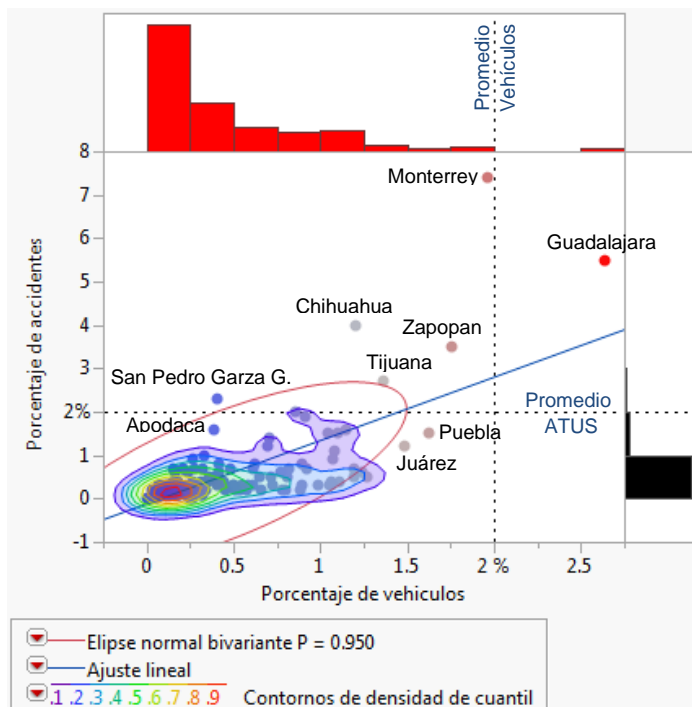 Promedio
Vehículos
8
7
6
5
4
3
2%
1
0
-1
Porcentaje de accidentes
Monterrey
Guadalajara
Chihuahua
Zapopan
Tijuana
San Pedro Garza G.
Apodaca
Puebla
Juárez
Promedio
ATUS
0
0.5
1
1.5
2 %
2.5
Porcentaje de vehiculos
Elipse normal bivariante P = 0.950
Ajuste lineal
.1 .2 .3 .4 .5 .6 .7 .8 .9 Contornos de densidad de cuantil